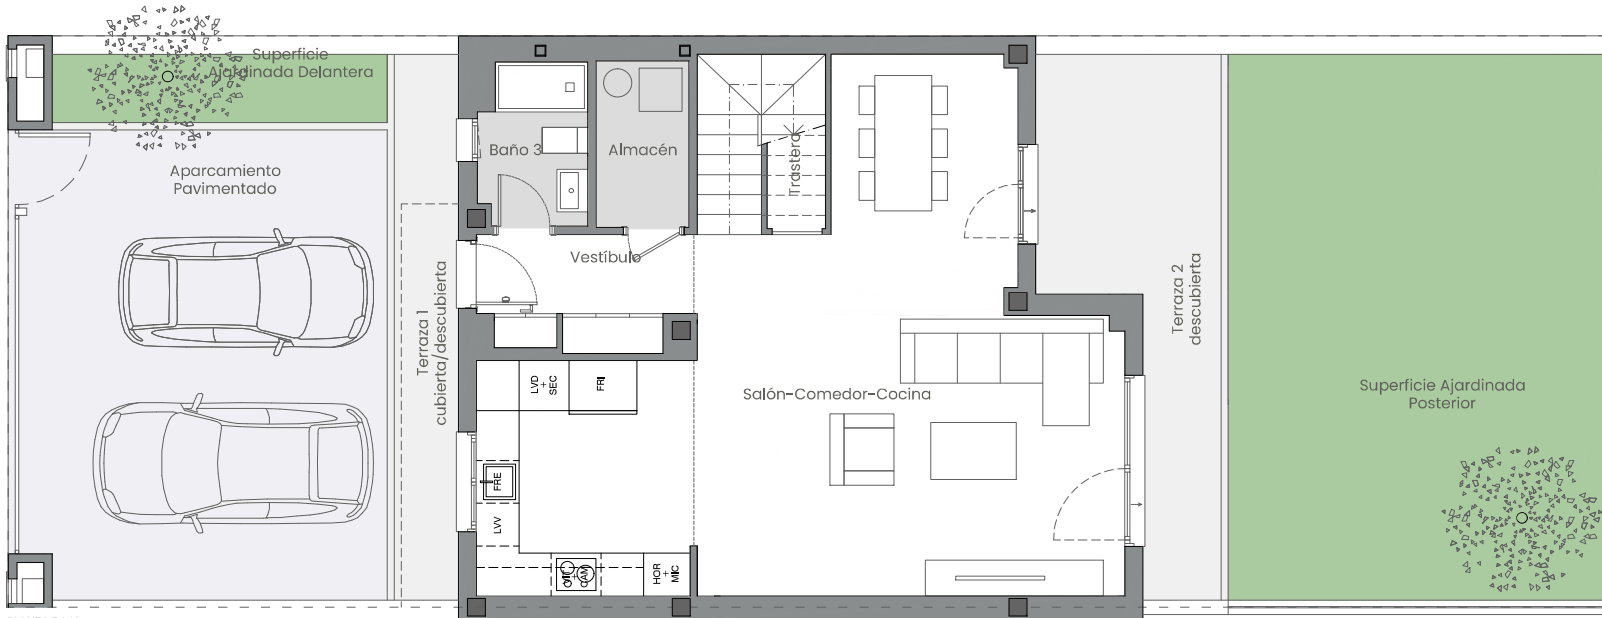 Superficie
Ajardinada Delantera
Aparcamiento
Pavimentado
Terraza 1
cubierta/descubierta
Baño 3
Almacén
Trastero
Vestíbulo
LVD
+
SEC
FRI
FRE
LVV
HOR
+
MIC
Salón-Comedor-Cocina
Terraza 2
descubierta
Superficie Ajardinada
Posterior